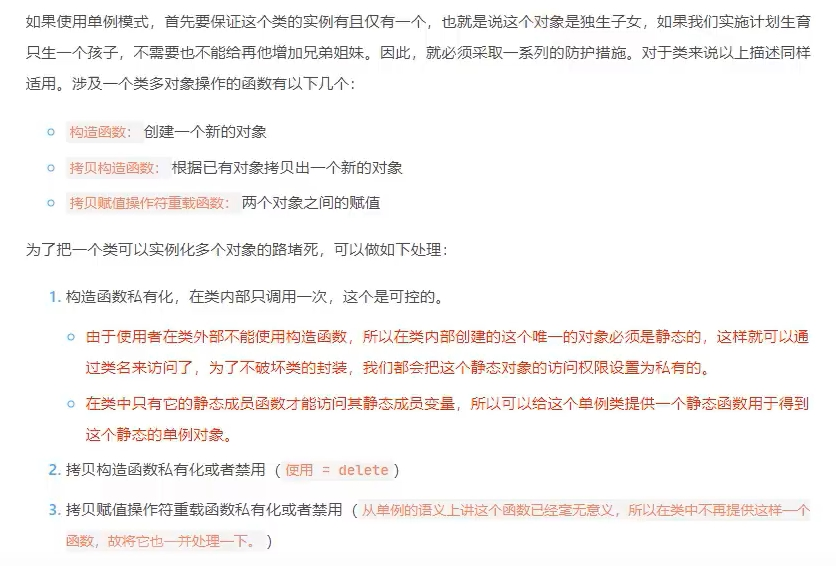 如果使用单例模式，首先要保证这个类的实例有且仅有一个，也就是说这个对象是独生子女，如果我们实施计划生育
只生一个孩子，不需要也不能给再他增加兄弟姐妹。因此，就必须采取一系列的防护措施。对于类来说以上描述同样
适用。涉及一个类多对象操作的函数有以下几个：
构造函数：创建一个新的对象
拷贝构造函数：根据已有对象拷贝出一个新的对象
拷贝赋值操作符重载函数：两个对象之间的赋值
为了把一个类可以实例化多个对象的路堵死，可以做如下处理：
1. 构造函数私有化，在类内部只调用一次，这个是可控的。
由于使用者在类外部不能使用构造函数，所以在类内部创建的这个唯一的对象必须是静态的，这样就可以通
过类名来访问了，为了不破坏类的封装，我们都会把这个静态对象的访问权限设置为私有的。
在类中只有它的静态成员函数才能访问其静态成员变量，所以可以给这个单例类提供一个静态函数用于得到
这个静态的单例对象。
2. 拷贝构造函数私有化或者禁用（使用 = delete）
3. 拷贝赋值操作符重载函数私有化或者禁用（从单例的语义上讲这个函数已经毫无意义，所以在类中不再提供这样一个
函数，故将它也一并处理一下。）